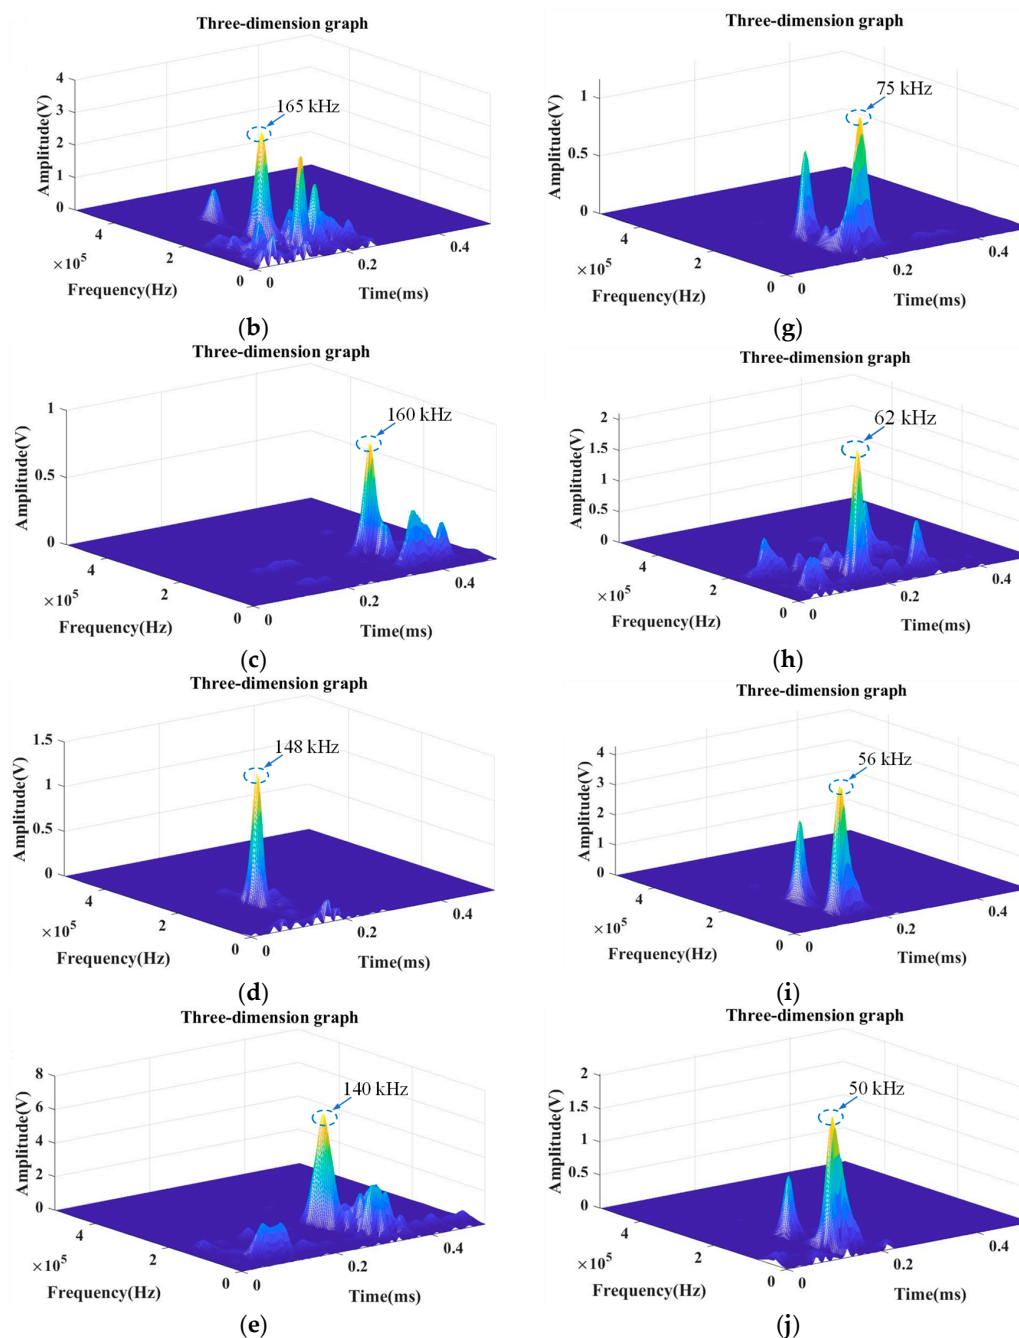 Three-dimension graph
Amplitude(V)
4
3
2
1
0
165 kHz
4
2
0
×10⁵
Frequency(Hz)
0
0.2
0.4
Time(ms)
(b)
Three-dimension graph
Amplitude(V)
1
0.5
0
75 kHz
4
2
0
×10⁵
Frequency(Hz)
0
0.2
0.4
Time(ms)
(g)
Three-dimension graph
Amplitude(V)
1
0.5
0
160 kHz
4
2
0
×10⁵
Frequency(Hz)
0
0.2
0.4
Time(ms)
(c)
Three-dimension graph
Amplitude(V)
2
1.5
1
0.5
0
62 kHz
4
2
0
×10⁵
Frequency(Hz)
0
0.2
0.4
Time(ms)
(h)
Three-dimension graph
Amplitude(V)
1.5
1
0.5
0
148 kHz
4
2
0
×10⁵
Frequency(Hz)
0
0.2
0.4
Time(ms)
(d)
Three-dimension graph
Amplitude(V)
4
3
2
1
0
56 kHz
4
2
0
×10⁵
Frequency(Hz)
0
0.2
0.4
Time(ms)
(i)
Three-dimension graph
Amplitude(V)
8
6
4
2
0
140 kHz
4
2
0
×10⁵
Frequency(Hz)
0
0.2
0.4
Time(ms)
(e)
Three-dimension graph
Amplitude(V)
2
1.5
1
0.5
0
50 kHz
4
2
0
×10⁵
Frequency(Hz)
0
0.2
0.4
Time(ms)
(j)